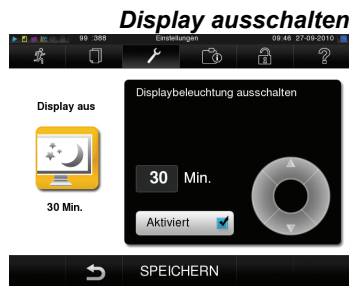 Display ausschalten
99 :388 Einstellungen 09:46 27-09-2010
Display aus
30 Min.
Displaybeleuchtung ausschalten
30 Min.
Aktiviert
SPEICHERN